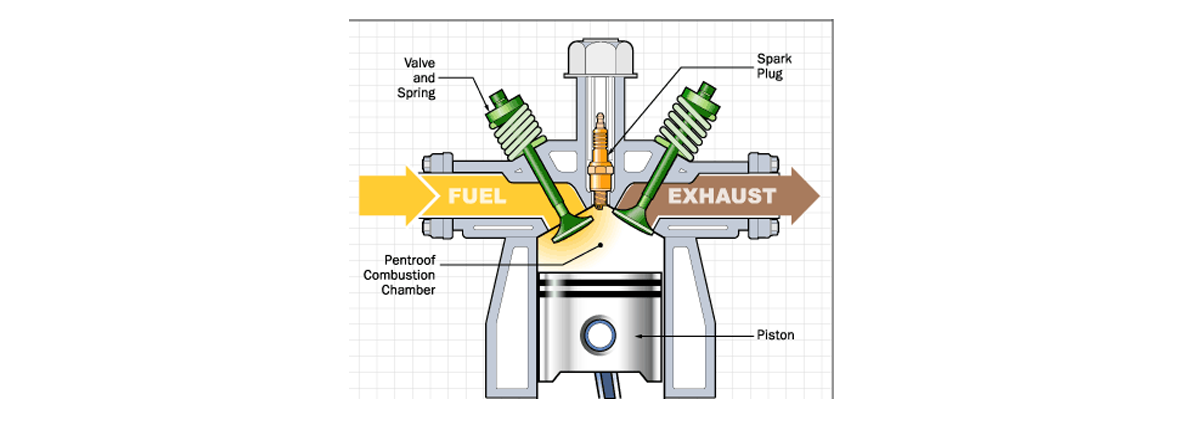 Valve
and
Spring
Spark
Plug
FUEL
EXHAUST
Pentroof
Combustion
Chamber
Piston